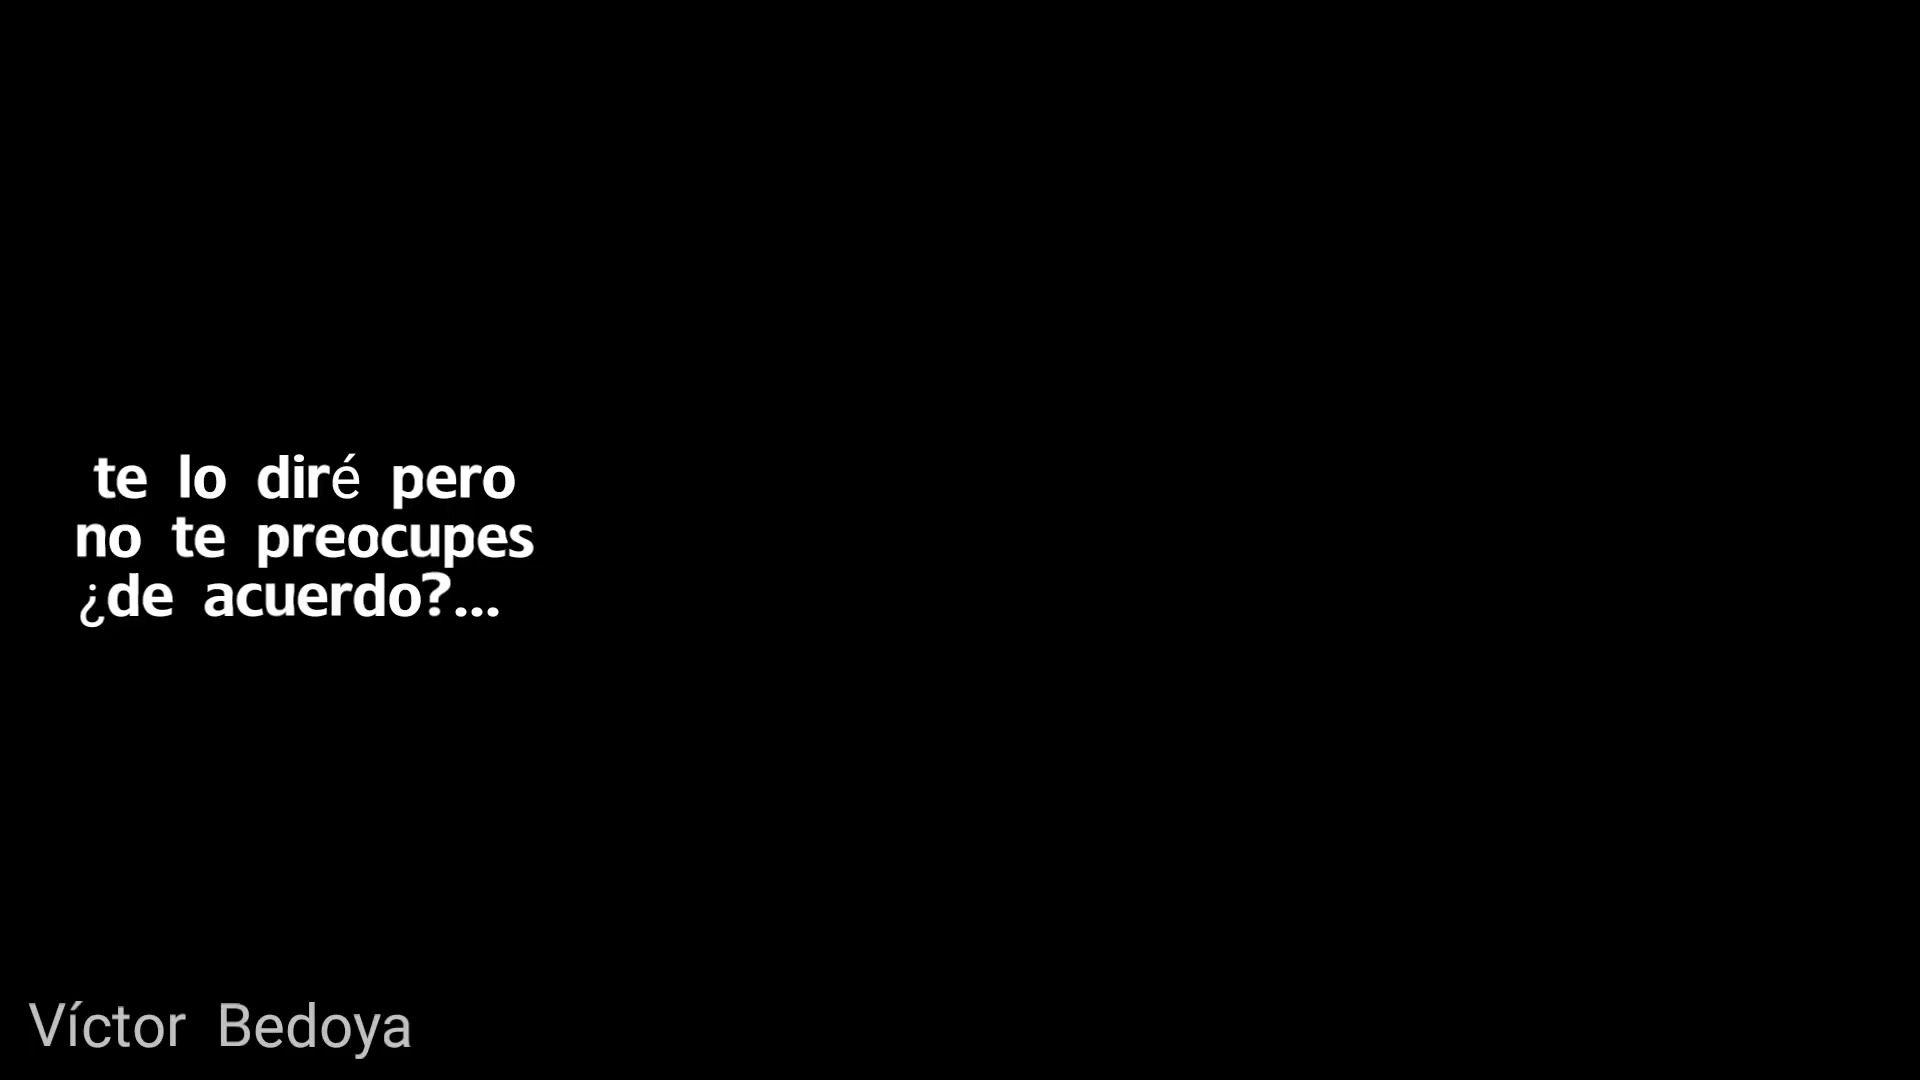 te lo diré pero
no te preocupes
¿de acuerdo?...
Víctor Bedoya